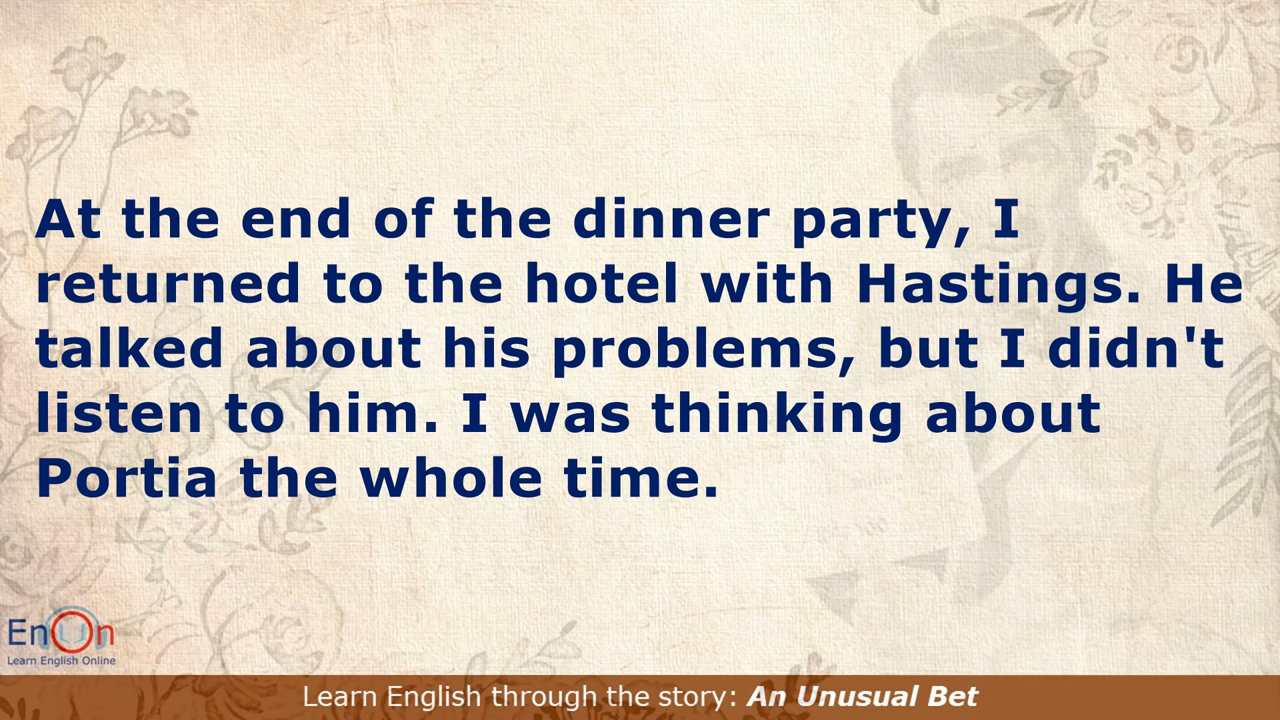 At the end of the dinner party, I
returned to the hotel with Hastings. He
talked about his problems, but I didn't
listen to him. I was thinking about
Portia the whole time.
EnOn
Learn English Online
Learn English through the story: An Unusual Bet